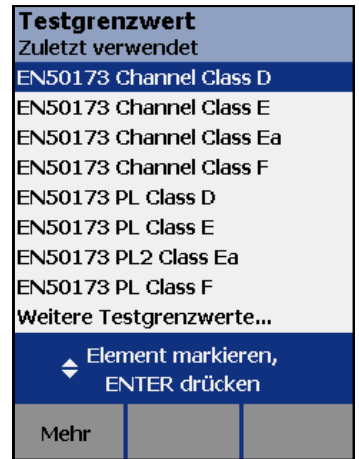 Testgrenzwert
Zuletzt verwendet
EN50173 Channel Class D
EN50173 Channel Class E
EN50173 Channel Class Ea
EN50173 Channel Class F
EN50173 PL Class D
EN50173 PL Class E
EN50173 PL2 Class Ea
EN50173 PL Class F
Weitere Testgrenzwerte...
Element markieren,
ENTER drücken
Mehr